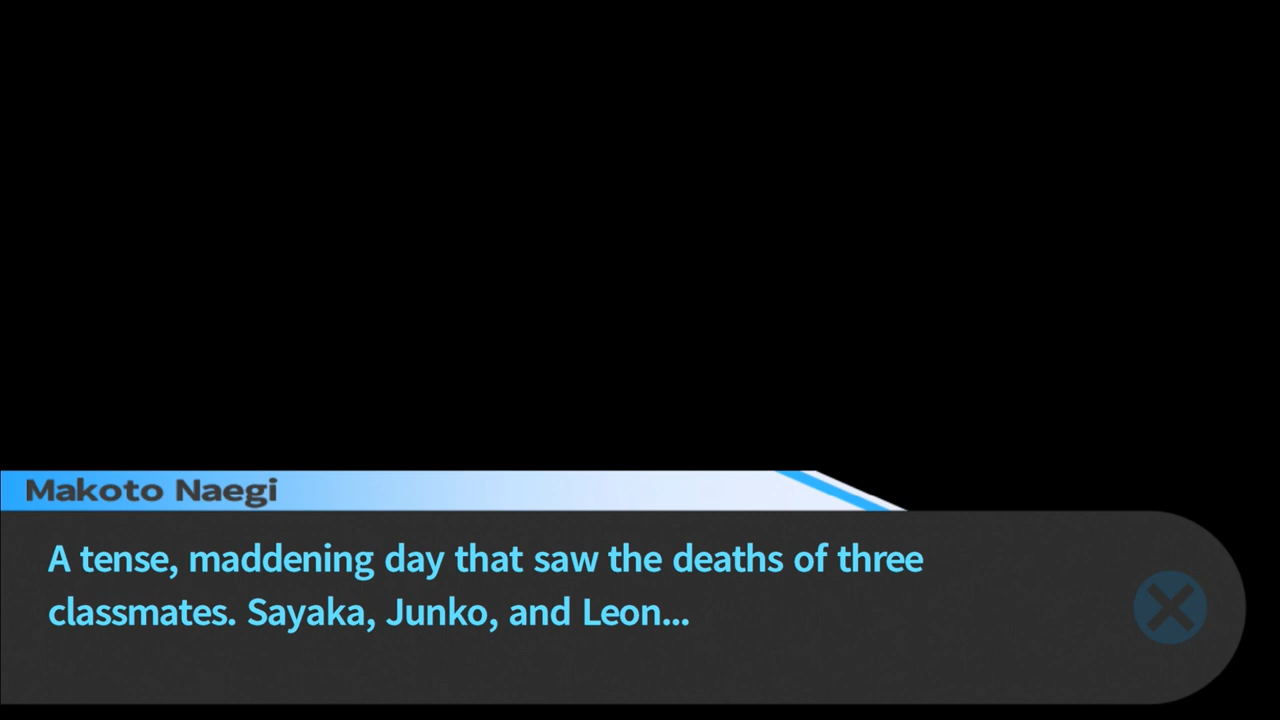 Makoto Naegi
A tense, maddening day that saw the deaths of three
classmates. Sayaka, Junko, and Leon...